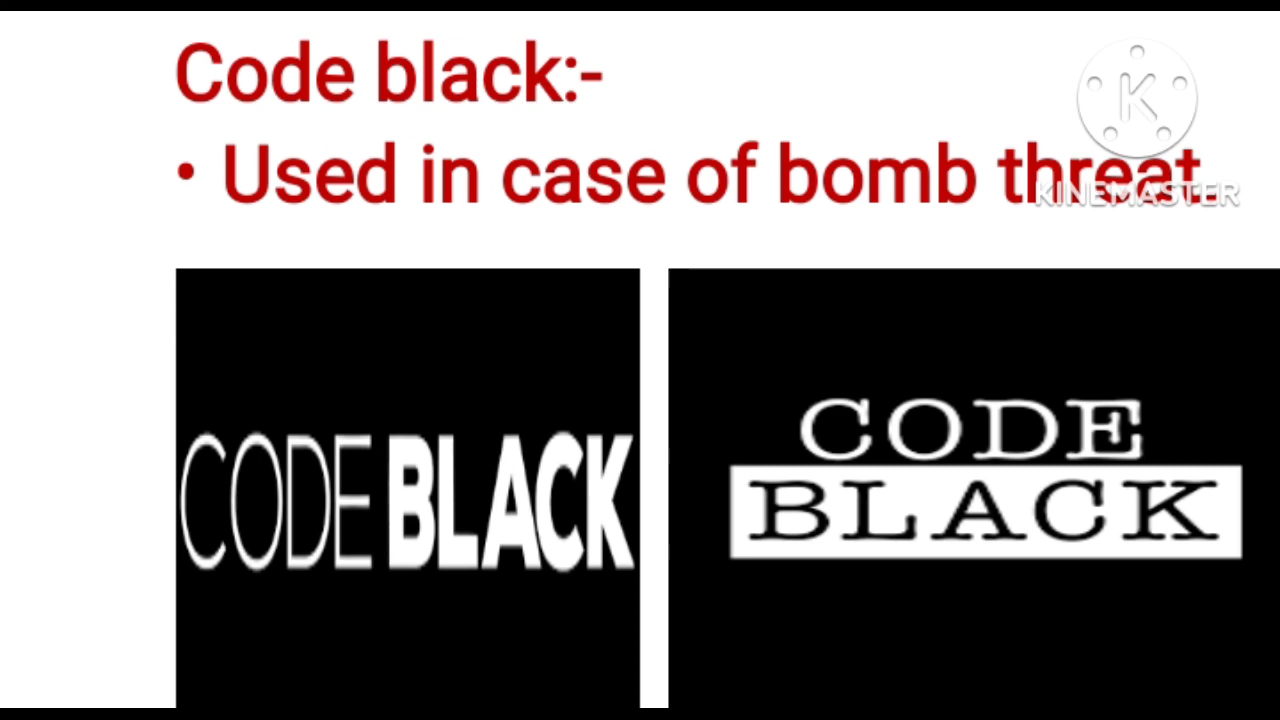 Code black:-
• Used in case of bomb threat
K
KINEMASTER
CODE BLACK
CODE
BLACK